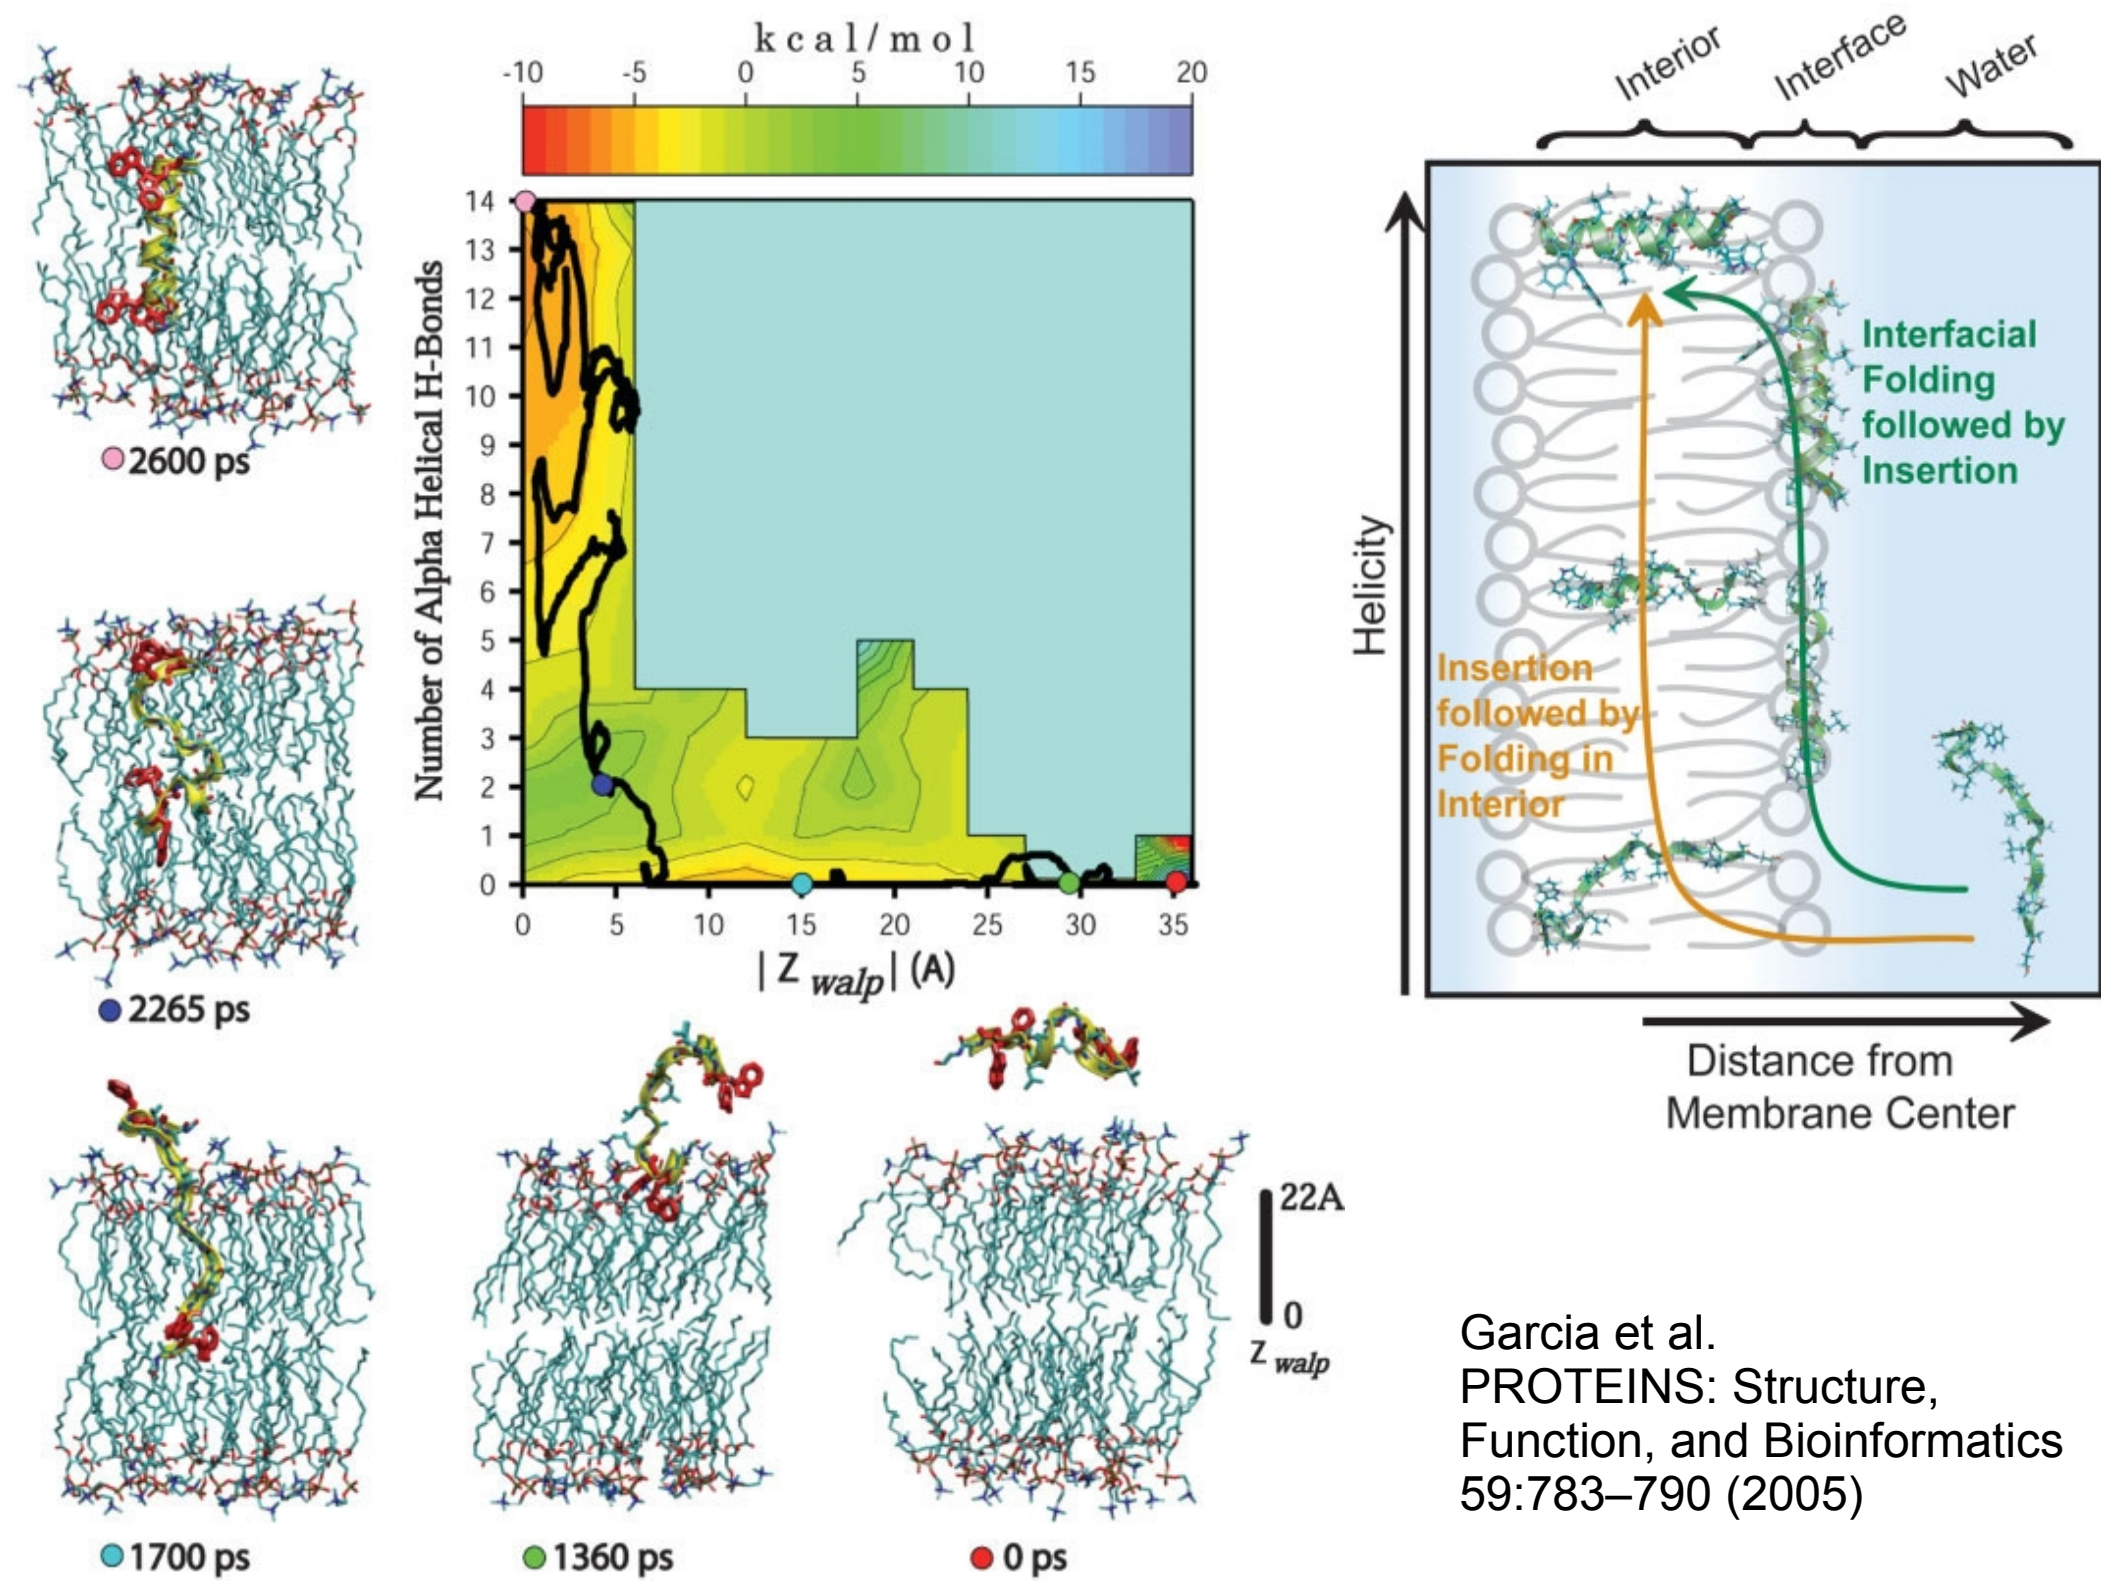 kcal/mol
-10 -5 0 5 10 15 20
Number of Alpha Helical H-Bonds
14
13
12
11
10
9
8
7
6
5
4
3
2
1
0
0 5 10 15 20 25 30 35
|Z walp| (A)
2600 ps
2265 ps
1700 ps
1360 ps
0 ps
22A
0
Z walp
Interior
Interface
Water
Helicity
Interfacial
Folding
followed by
Insertion
Insertion
followed by
Folding in
Interior
Distance from
Membrane Center
Garcia et al.
PROTEINS: Structure,
Function, and Bioinformatics
59:783–790 (2005)